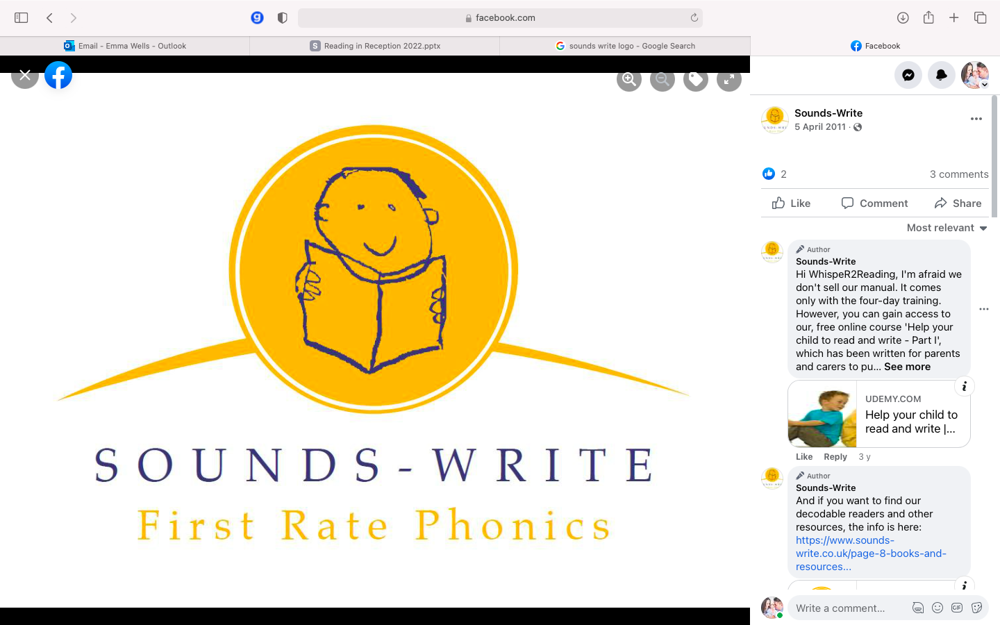 facebook.com
Email - Emma Wells - Outlook
Reading in Reception 2022.pptx
sounds write logo - Google Search
Facebook
SOUNDS-WRITE
First Rate Phonics
Sounds-Write
5 April 2011 ·
2
3 comments
Like
Comment
Share
Most relevant
Author
Sounds-Write
Hi WhispeR2Reading, I'm afraid we
don't sell our manual. It comes
only with the four-day training.
However, you can gain access to
our, free online course 'Help your
child to read and write - Part I',
which has been written for parents
and carers to pu... See more
UDEMY.COM
Help your child to
read and write |...
Like Reply 3 y
Author
Sounds-Write
And if you want to find our
decodable readers and other
resources, the info is here:
https://www.sounds-
write.co.uk/page-8-books-and-
resources...
Write a comment...
GIF